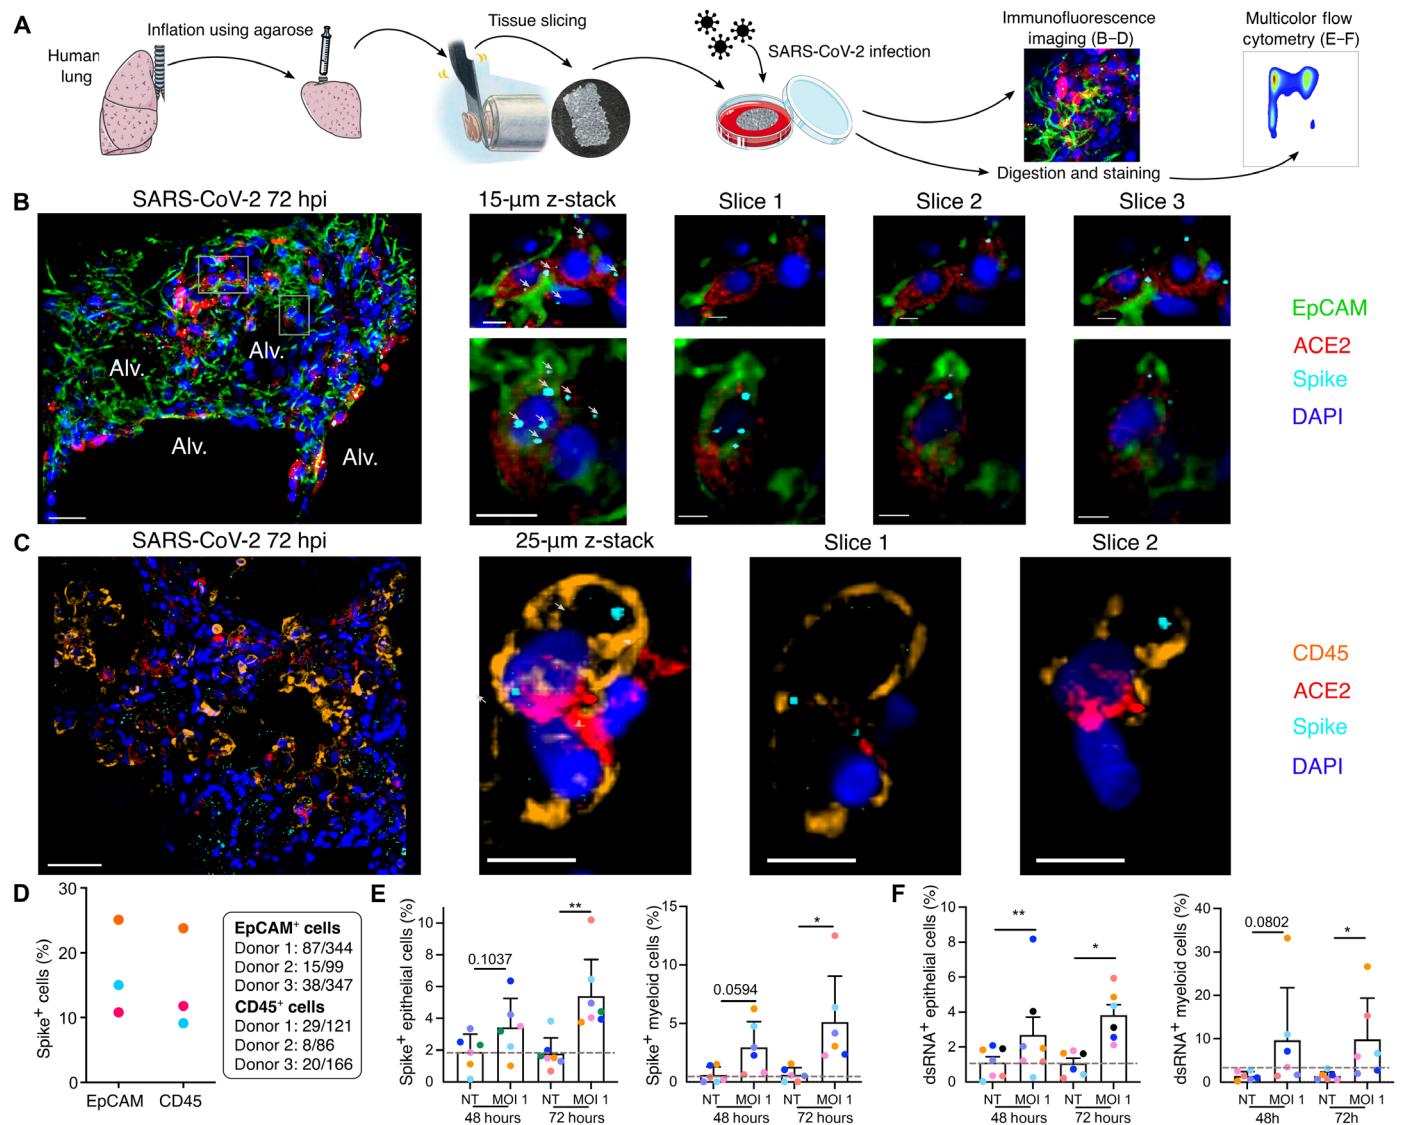 A
Human
lung
Inflation using agarose
Tissue slicing
SARS-CoV-2 infection
Immunofluorescence
imaging (B–D)
Multicolor flow
cytometry (E–F)
Digestion and staining
B
SARS-CoV-2 72 hpi
15-µm z-stack
Slice 1
Slice 2
Slice 3
Alv.
Alv.
Alv.
Alv.
EpCAM
ACE2
Spike
DAPI
C
SARS-CoV-2 72 hpi
25-µm z-stack
Slice 1
Slice 2
CD45
ACE2
Spike
DAPI
D
Spike+ cells (%)
30
20
10
0
EpCAM
CD45
EpCAM+ cells
Donor 1: 87/344
Donor 2: 15/99
Donor 3: 38/347
CD45+ cells
Donor 1: 29/121
Donor 2: 8/86
Donor 3: 20/166
E
Spike+ epithelial cells (%)
10
8
6
4
2
0
0.1037
**
NT MOI 1 NT MOI 1
48 hours 72 hours
Spike+ myeloid cells (%)
15
10
5
0
0.0594
*
NT MOI 1 NT MOI 1
48 hours 72 hours
F
dsRNA+ epithelial cells (%)
10
8
6
4
2
0
**
*
NT MOI 1 NT MOI 1
48 hours 72 hours
dsRNA+ myeloid cells (%)
40
30
20
10
0
0.0802
*
NT MOI 1 NT MOI 1
48h 72h